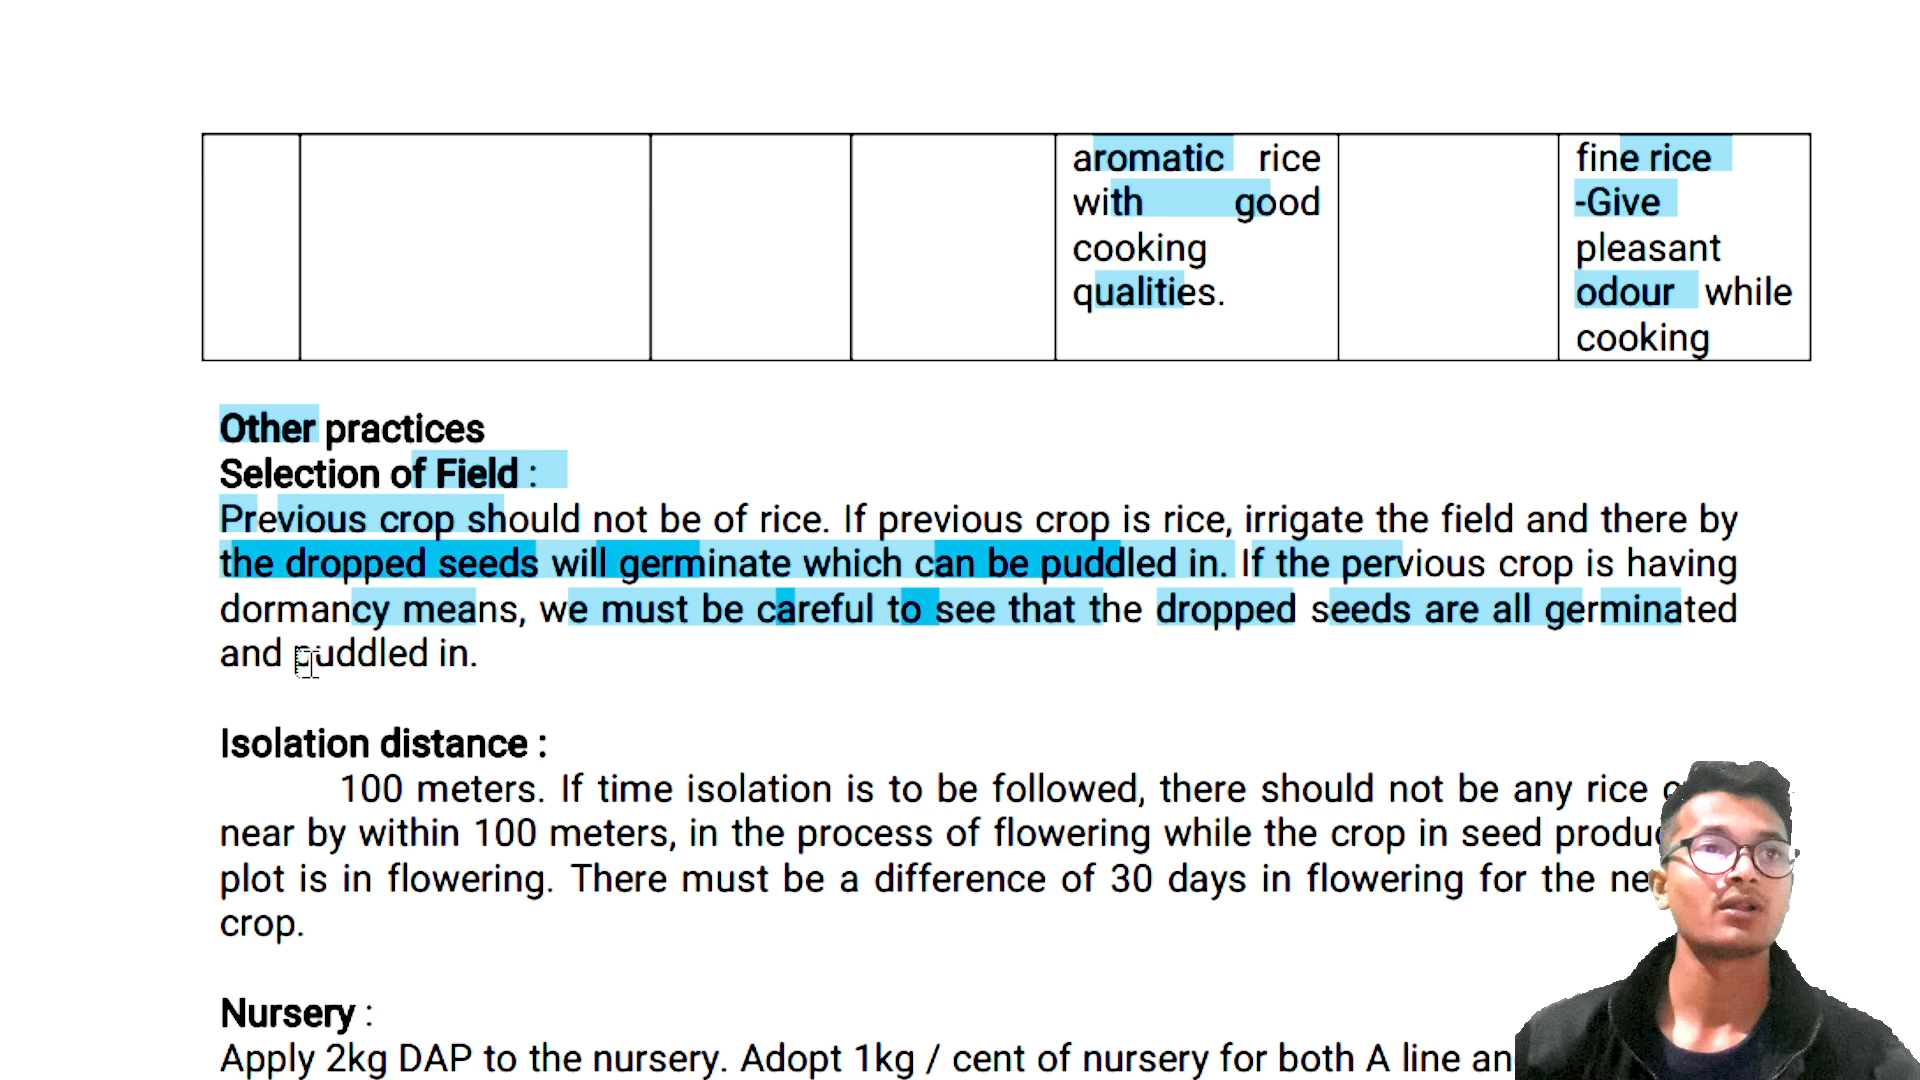 aromatic rice
with good
cooking
qualities.
fine rice
-Give
pleasant
odour while
cooking
Other practices
Selection of Field :
Previous crop should not be of rice. If previous crop is rice, irrigate the field and there by
the dropped seeds will germinate which can be puddled in. If the pervious crop is having
dormancy means, we must be careful to see that the dropped seeds are all germinated
and puddled in.
Isolation distance :
100 meters. If time isolation is to be followed, there should not be any rice
near by within 100 meters, in the process of flowering while the crop in seed
plot is in flowering. There must be a difference of 30 days in flowering for the
crop.
Nursery :
Apply 2kg DAP to the nursery. Adopt 1kg / cent of nursery for both A line